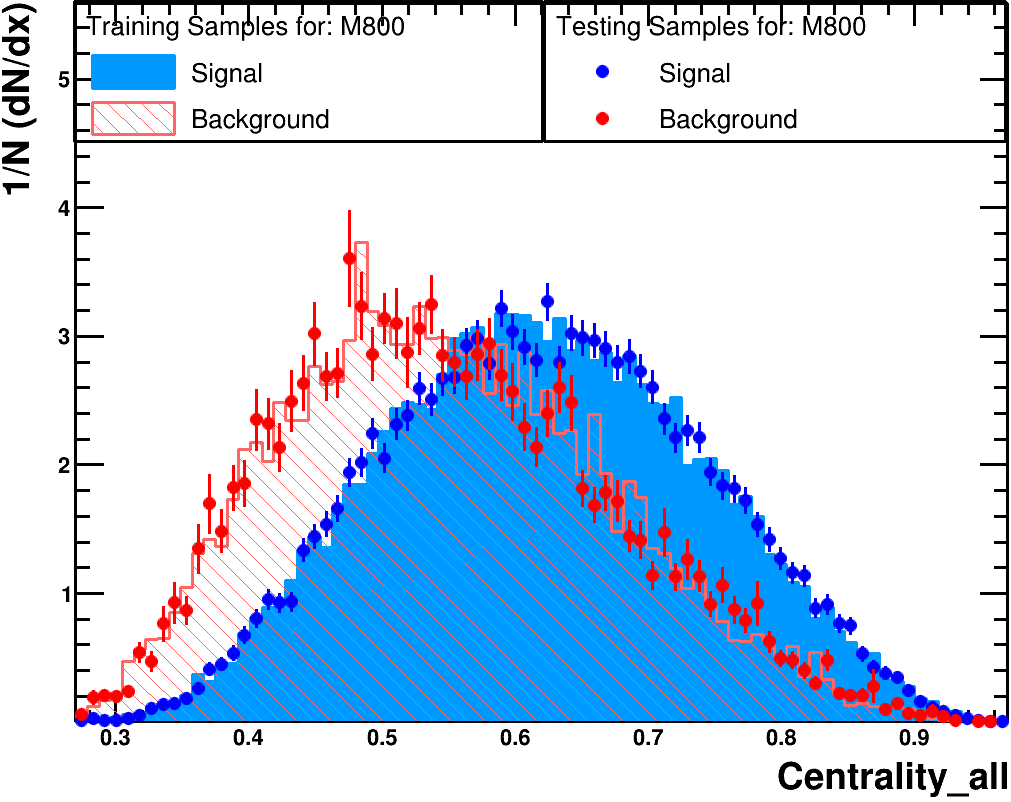 1/N (dN/dx)
Training Samples for: M800
Signal
Background
Testing Samples for: M800
Signal
Background
5
4
3
2
1
0.3 0.4 0.5 0.6 0.7 0.8 0.9
Centrality_all